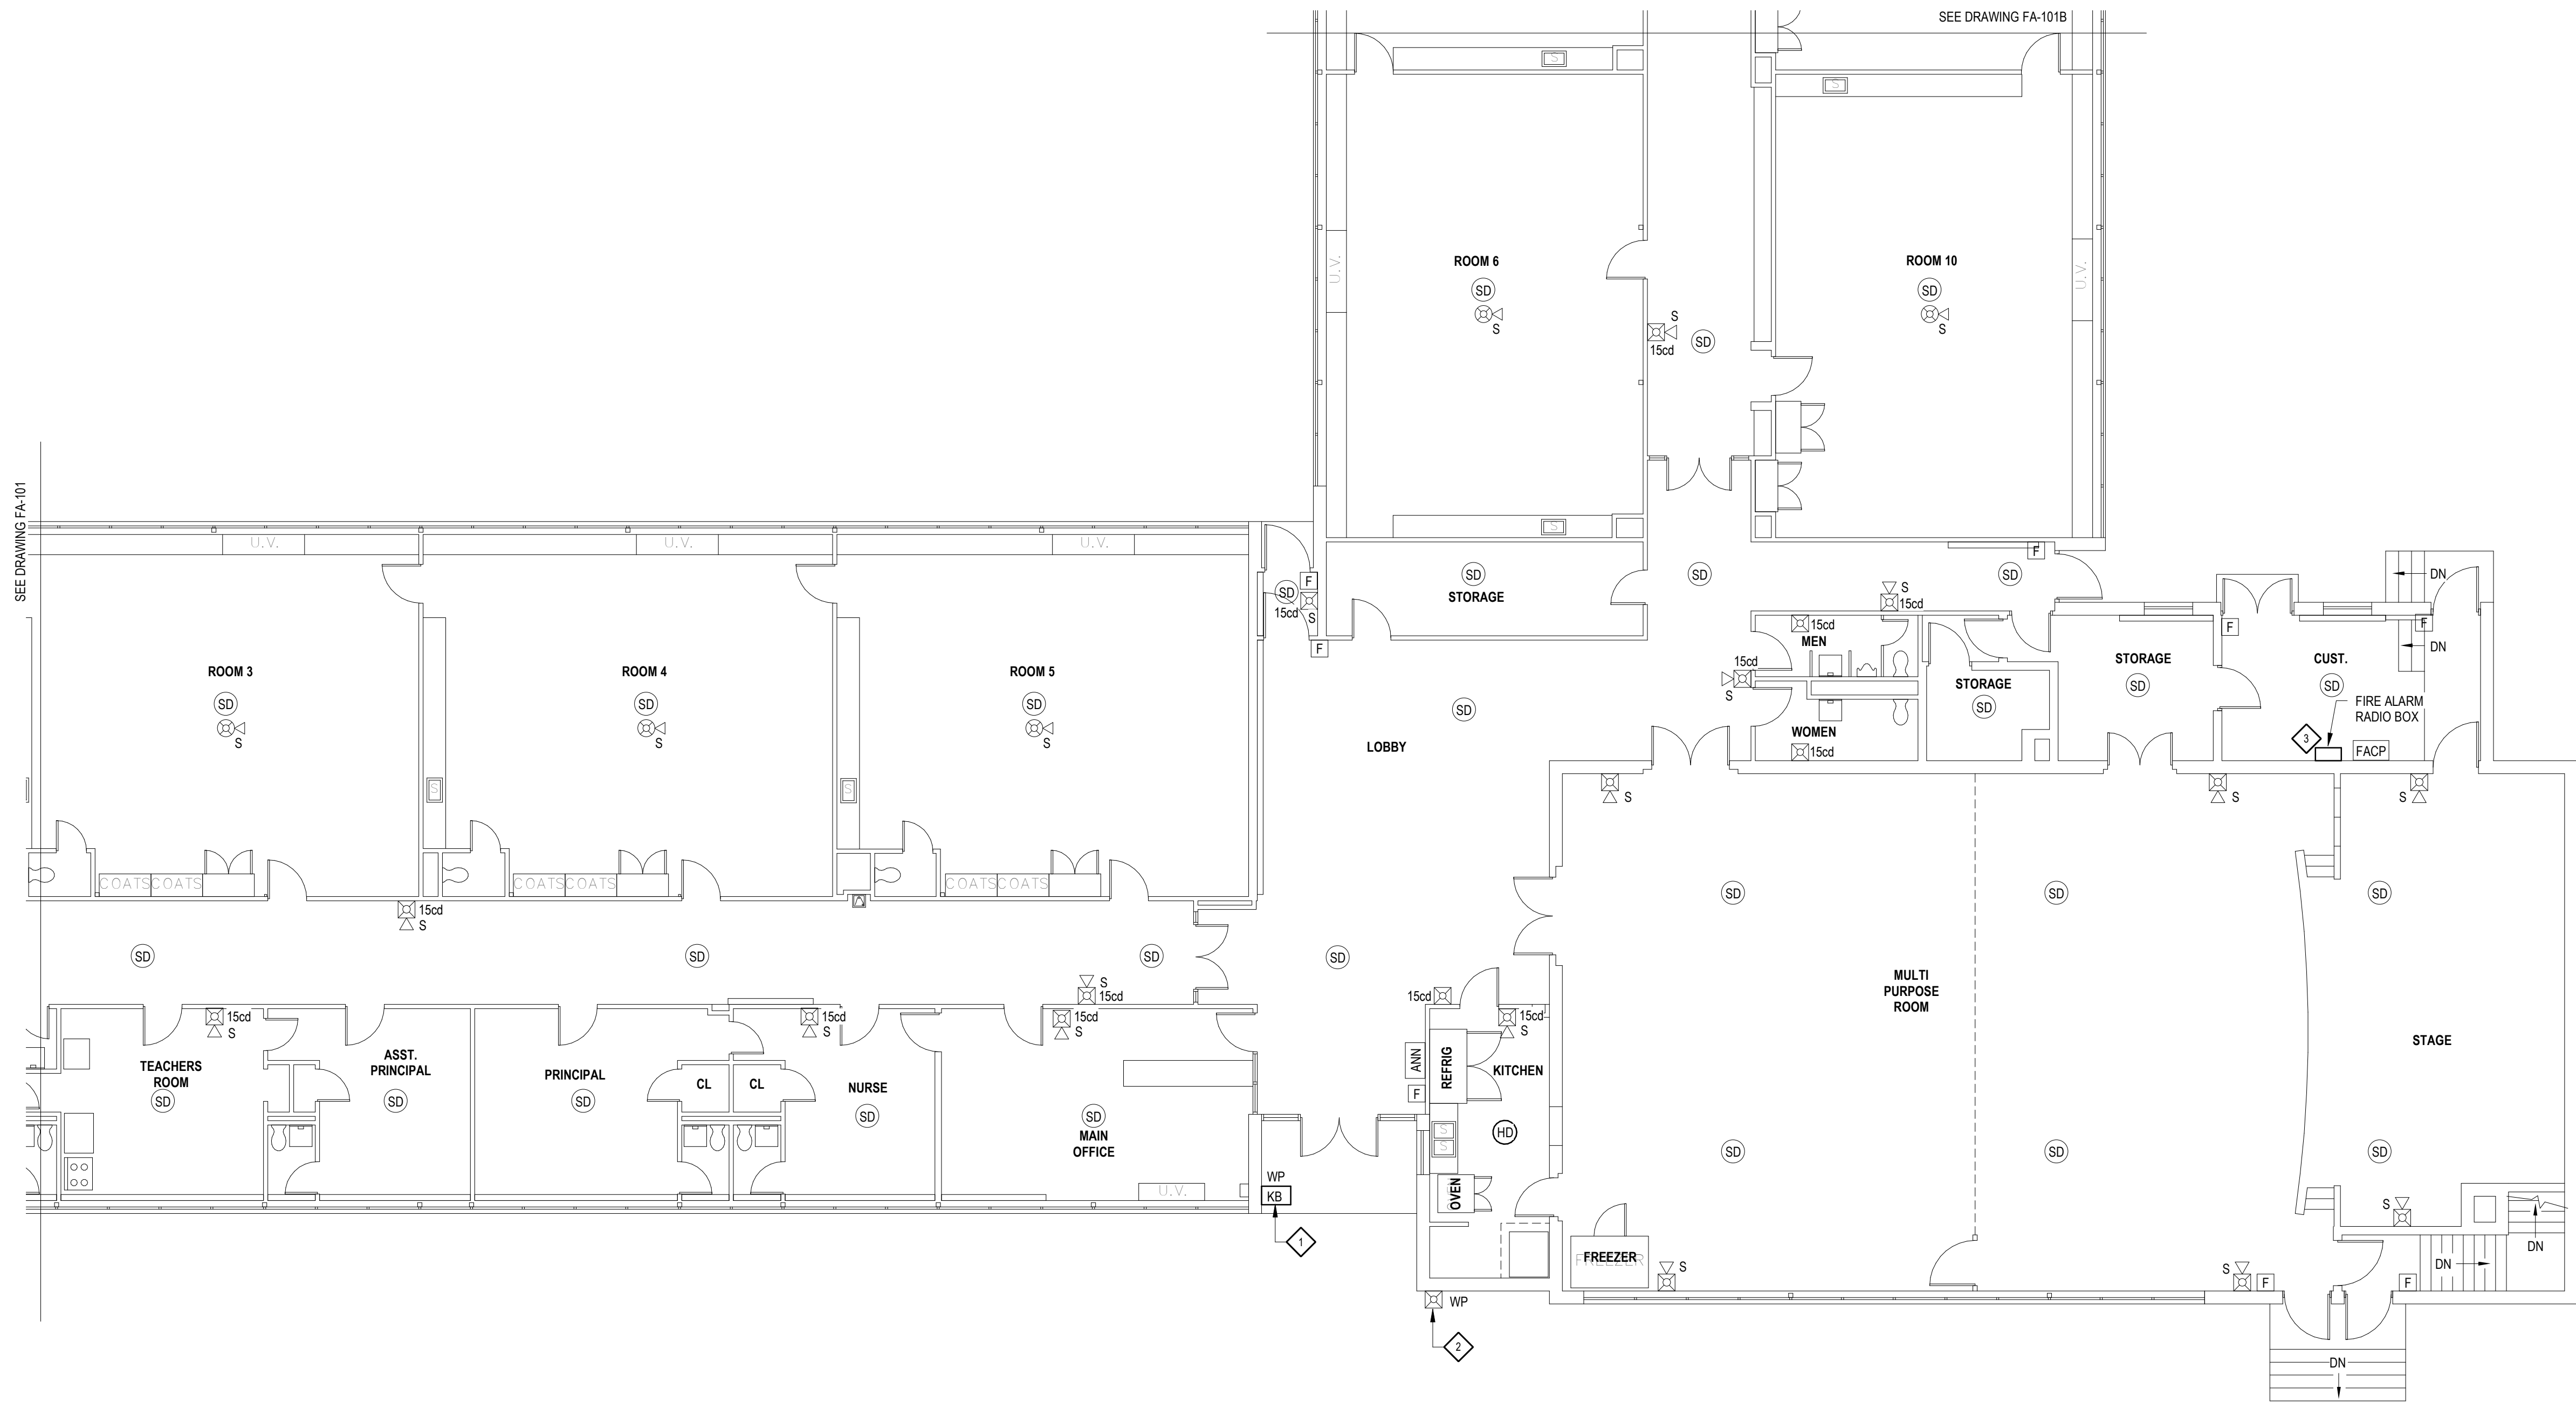 SEE DRAWING FA-101B
S
S
U.V.
ROOM 6
SD
S
ROOM 10
SD
S
U.V.
S
15cd
SD
SEE DRAWING FA-101
U.V.
U.V.
U.V.
S
F
SD
F
15cd
S
F
SD
STORAGE
SD
SD
S
15cd
DN
15cd
MEN
F
F
DN
ROOM 3
SD
S
ROOM 4
SD
S
ROOM 5
SD
S
15cd
S
STORAGE
SD
STORAGE
SD
CUST.
SD
FIRE ALARM
RADIO BOX
SD
LOBBY
WOMEN
15cd
3
FACP
S
S
S
S
S
COATS
COATS
COATS
COATS
COATS
COATS
15cd
S
SD
SD
SD
SD
SD
SD
SD
SD
S
15cd
15cd
MULTI
PURPOSE
ROOM
STAGE
15cd
S
15cd
S
15cd
S
15cd
S
TEACHERS
ROOM
SD
ASST.
PRINCIPAL
SD
PRINCIPAL
SD
CL
CL
NURSE
SD
SD
MAIN
OFFICE
ANN
F
REFRIG
KITCHEN
HD
S
S
OVEN
SD
SD
SD
U.V.
WP
KB
1
FREEZER
FREEZER
S
S
S
F
F
DN
DN
WP
2
DN